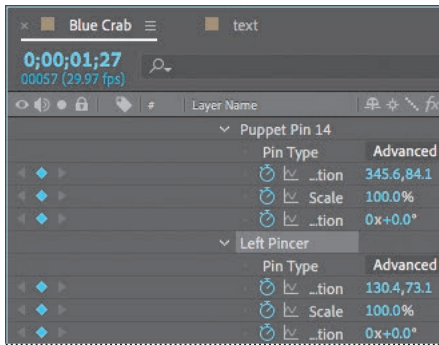 × Blue Crab ≡ text
0;00;01;27
00057 (29.97 fps)
# Layer Name fx
Puppet Pin 14
Pin Type Advanced
...tion 345.6,84.1
Scale 100.0%
...tion 0x+0.0°
Left Pincer
Pin Type Advanced
...tion 130.4,73.1
Scale 100.0%
...tion 0x+0.0°